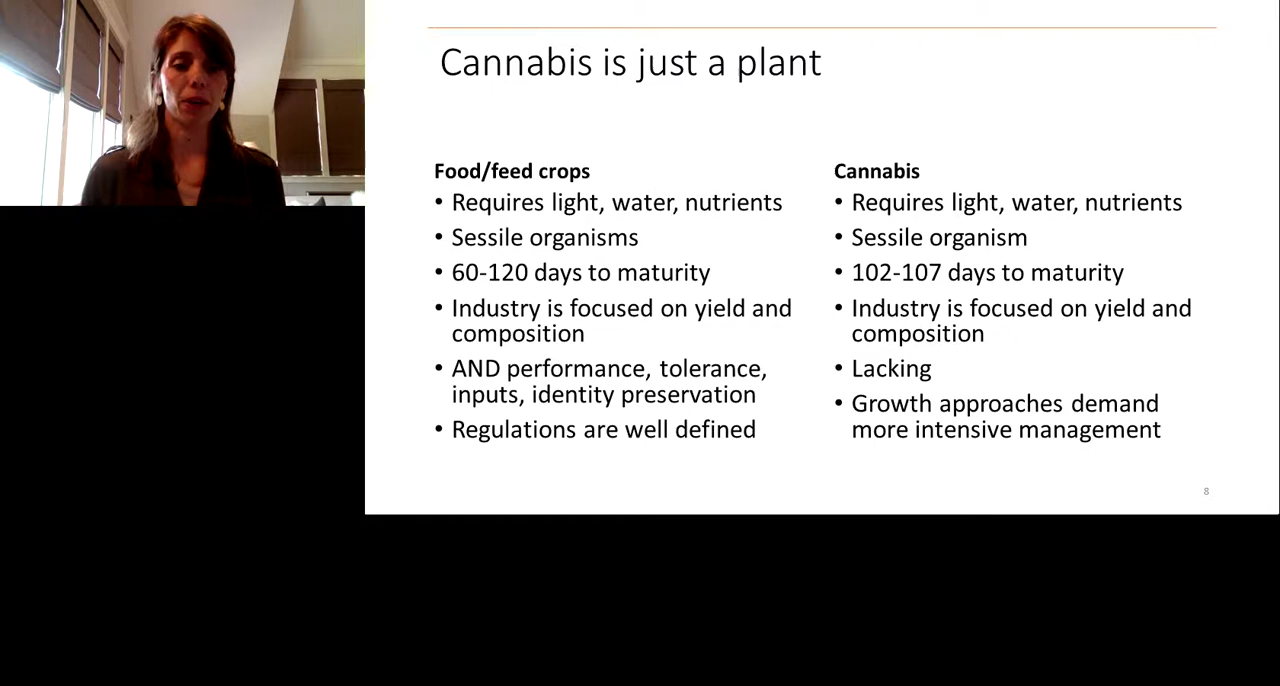 Cannabis is just a plant
Food/feed crops
• Requires light, water, nutrients
• Sessile organisms
• 60-120 days to maturity
• Industry is focused on yield and
composition
• AND performance, tolerance,
inputs, identity preservation
• Regulations are well defined
Cannabis
• Requires light, water, nutrients
• Sessile organism
• 102-107 days to maturity
• Industry is focused on yield and
composition
• Lacking
• Growth approaches demand
more intensive management
8